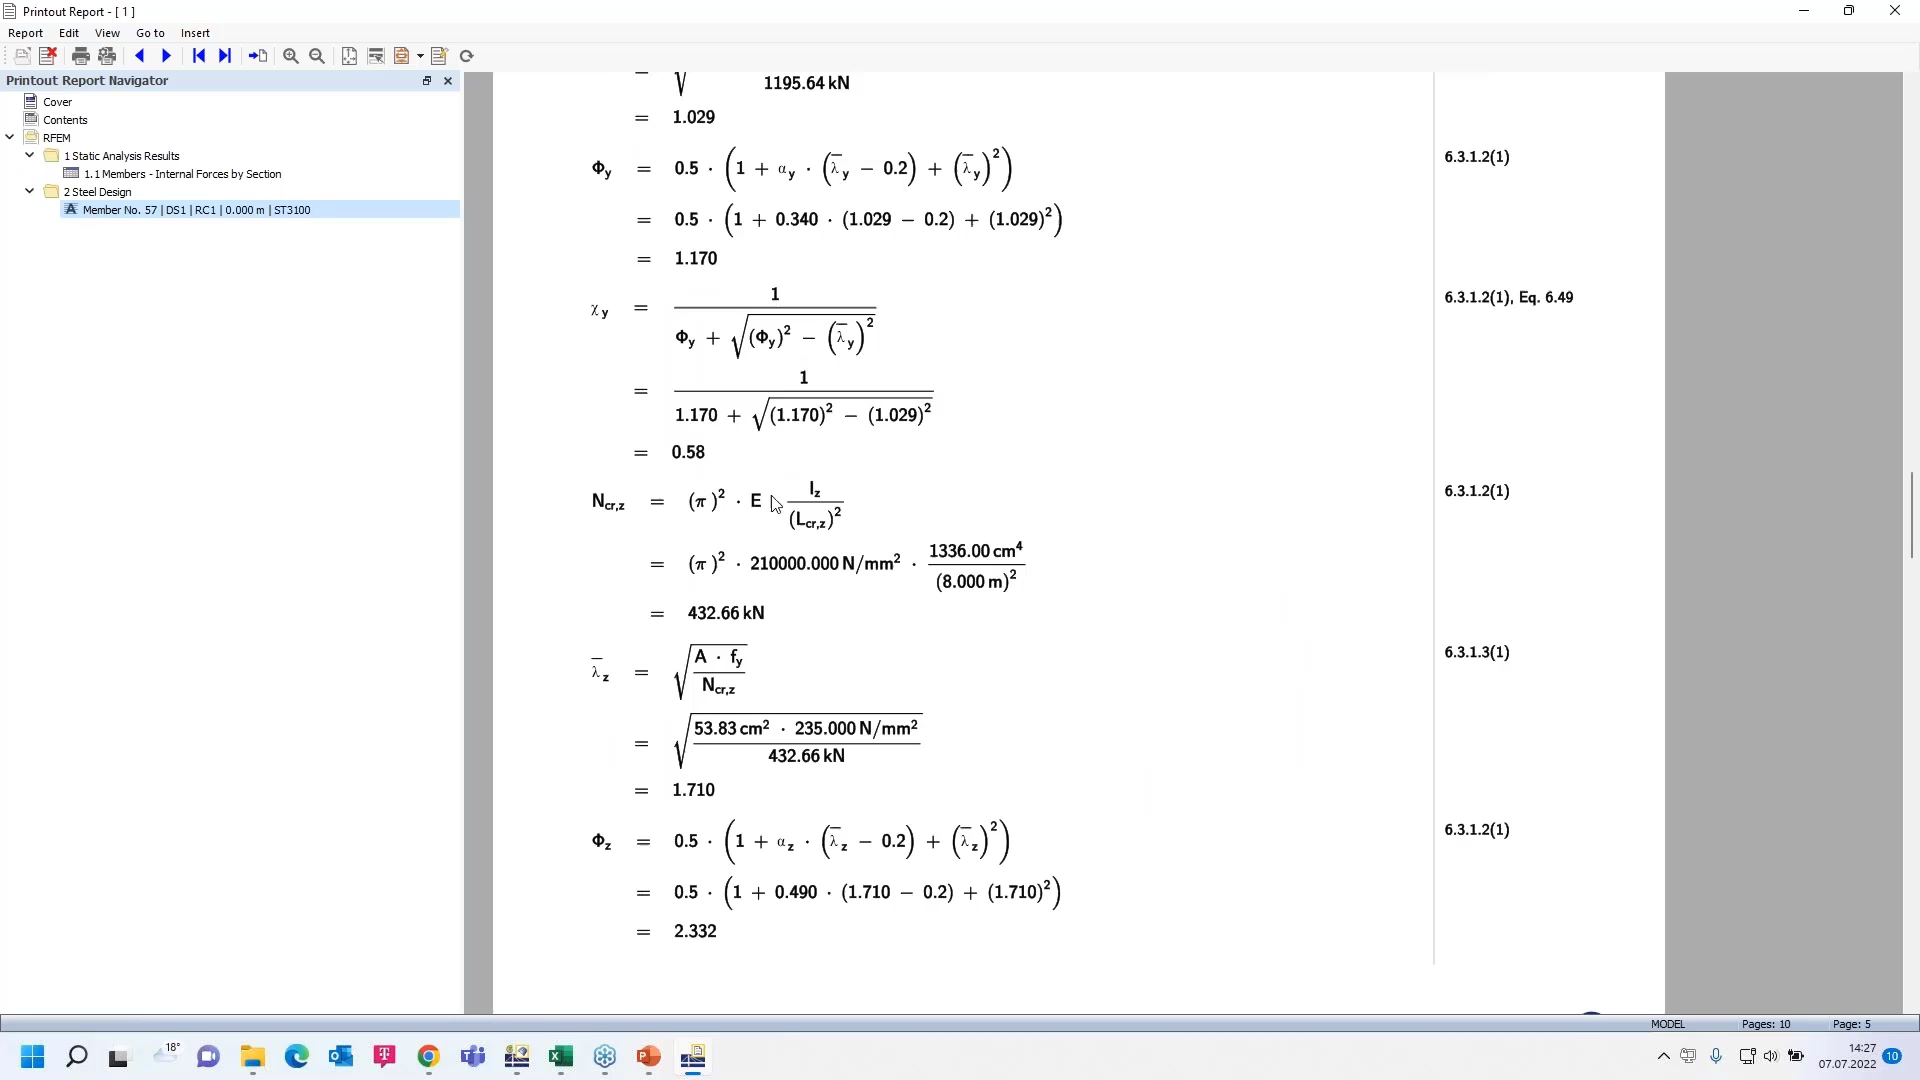 Printout Report - [ 1 ]
Report Edit View Go to Insert
Printout Report Navigator
Cover
Contents
RFEM
1 Static Analysis Results
1.1 Members - Internal Forces by Section
2 Steel Design
Member No. 57 | DS1 | RC1 | 0.000 m | ST3100
= √ 1195.64 kN
= 1.029
Φy = 0.5 · (1 + αy · (λ̅y − 0.2) + (λ̅y)²) 6.3.1.2(1)
= 0.5 · (1 + 0.340 · (1.029 − 0.2) + (1.029)²)
= 1.170
χy = 1 / (Φy + √((Φy)² − (λ̅y)²)) 6.3.1.2(1), Eq. 6.49
= 1 / (1.170 + √((1.170)² − (1.029)²))
= 0.58
Ncr,z = (π)² · E Iz / (Lcr,z)² 6.3.1.2(1)
= (π)² · 210000.000 N/mm² · 1336.00 cm⁴ / (8.000 m)²
= 432.66 kN
λ̅z = √(A · fy / Ncr,z) 6.3.1.3(1)
= √(53.83 cm² · 235.000 N/mm² / 432.66 kN)
= 1.710
Φz = 0.5 · (1 + αz · (λ̅z − 0.2) + (λ̅z)²) 6.3.1.2(1)
= 0.5 · (1 + 0.490 · (1.710 − 0.2) + (1.710)²)
= 2.332
MODEL Pages: 10 Page: 5
18°
14:27
07.07.2022
10